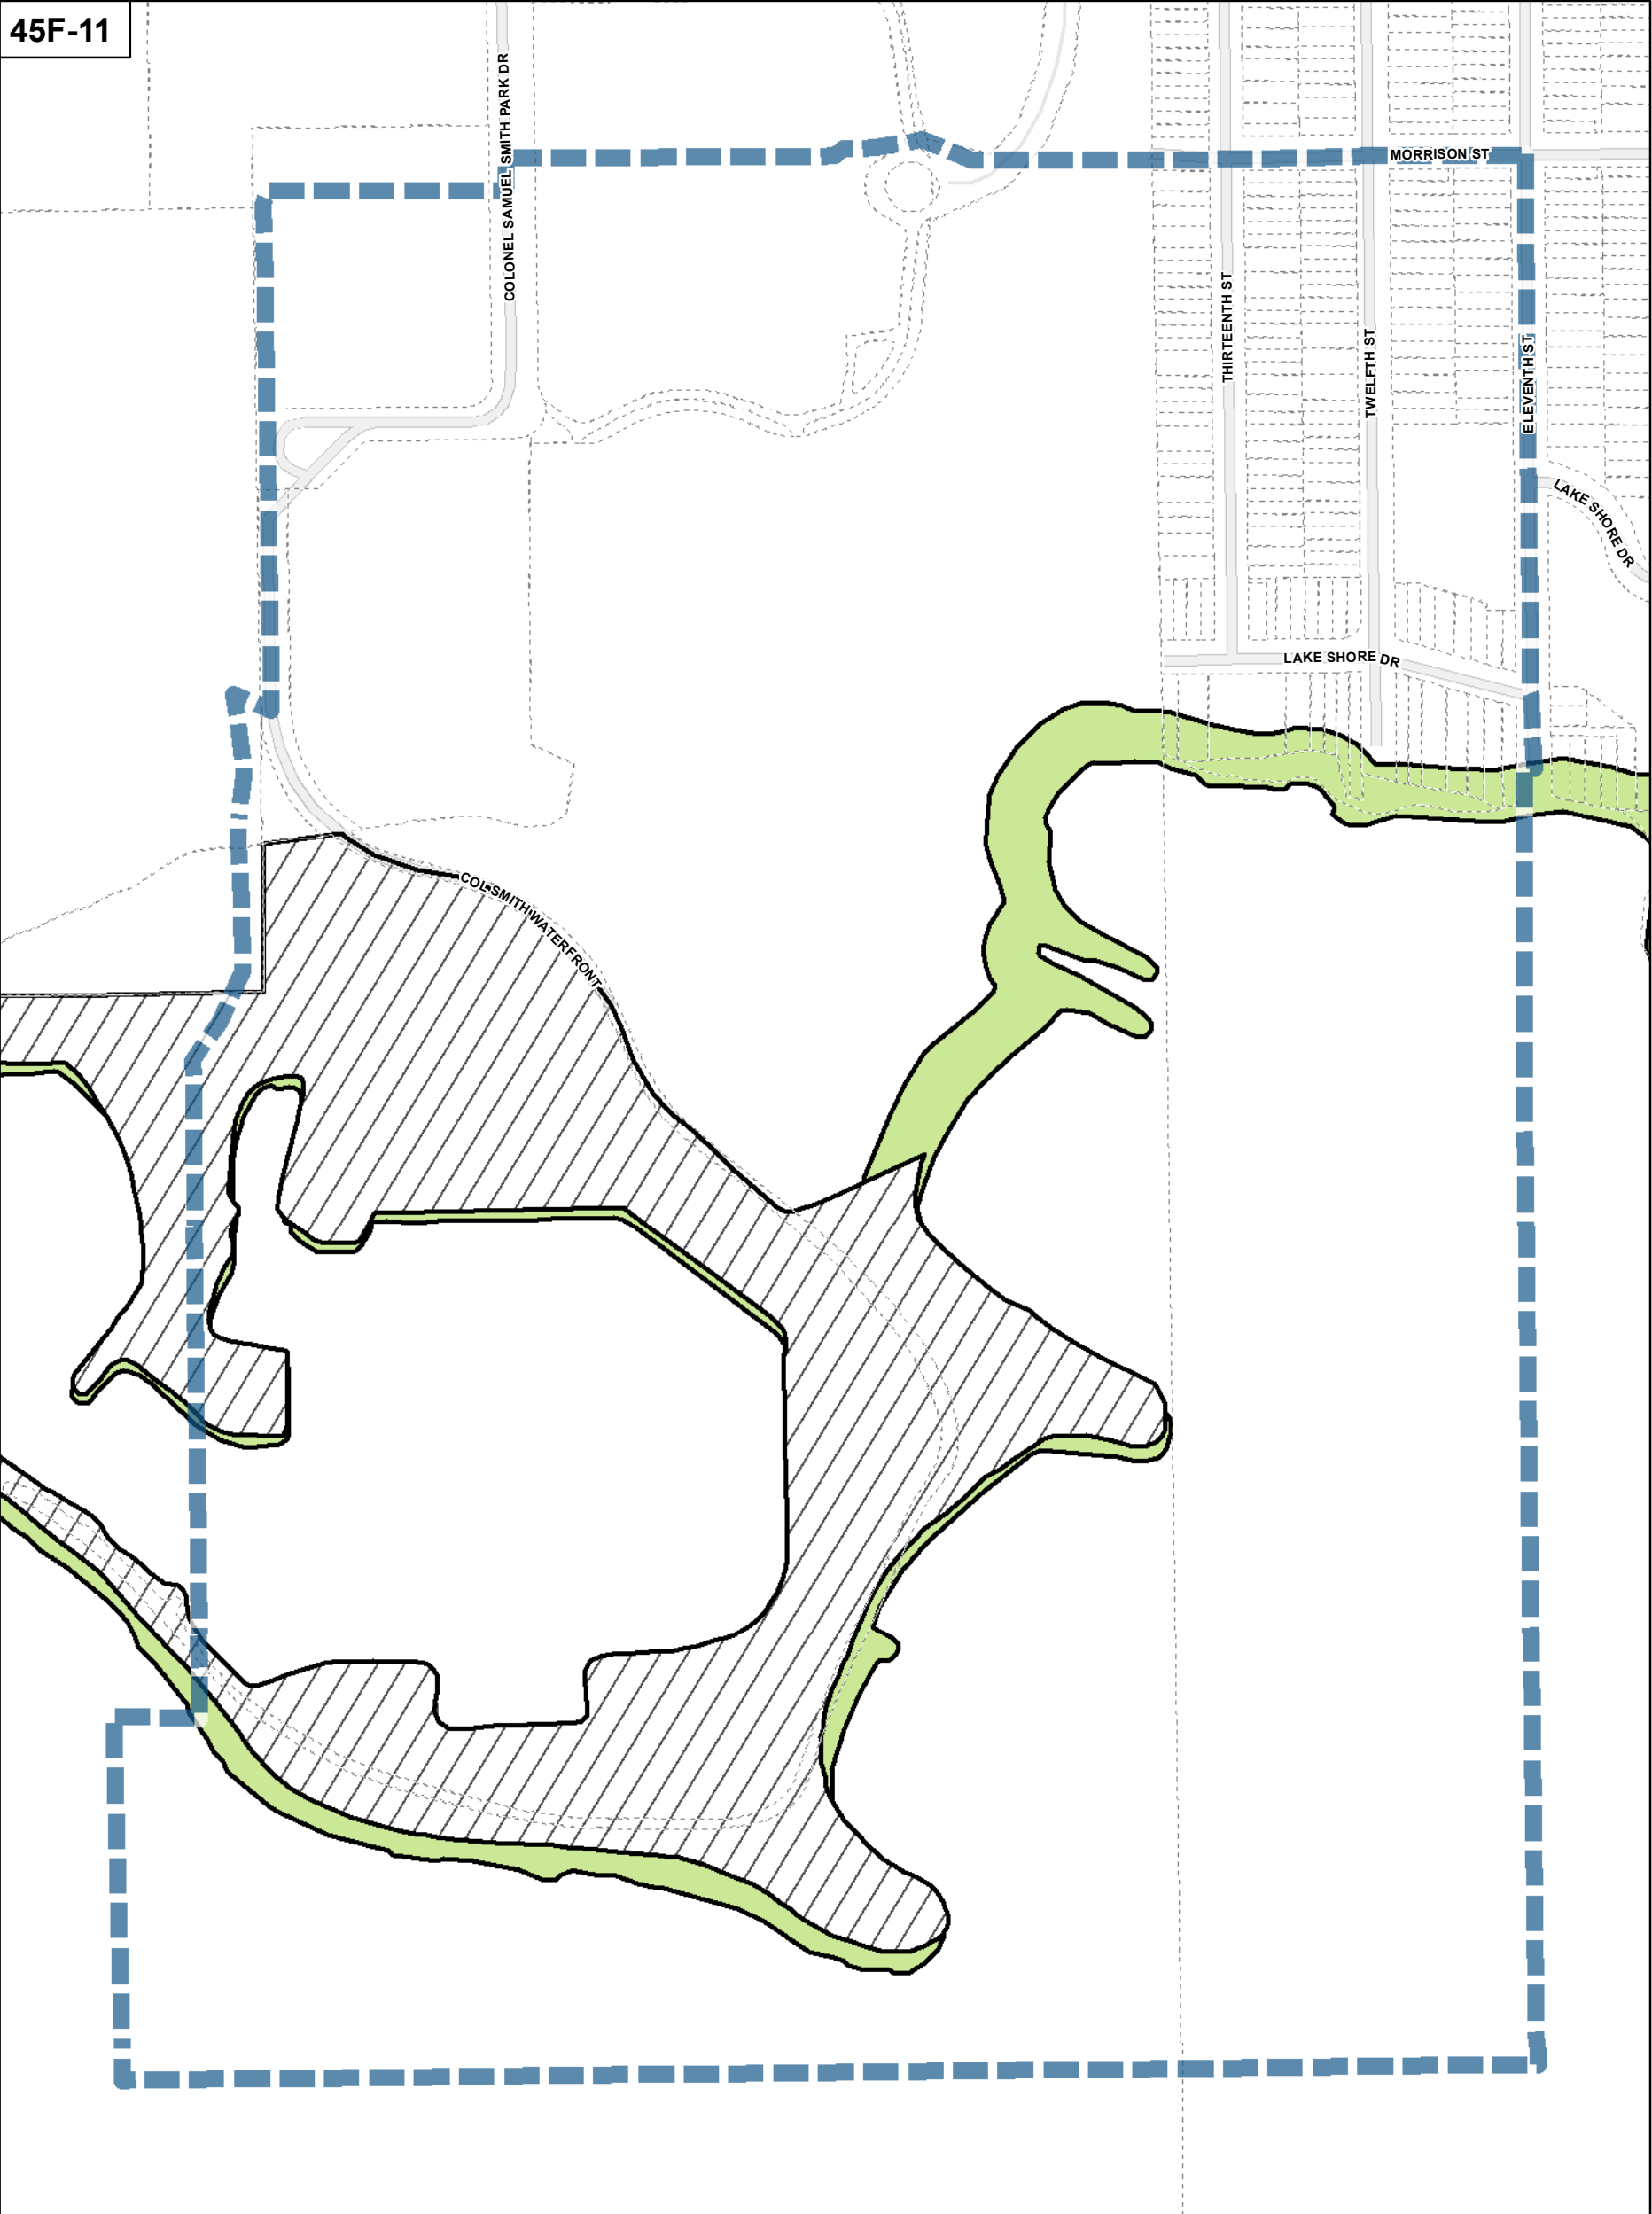 45F-11
COLONEL SAMUEL SMITH PARK DR
MORRISON ST
THIRTEENTH ST
TWELFTH ST
ELEVENTH ST
LAKE SHORE DR
LAKE SHORE DR
COL SMITH WATERFRONT